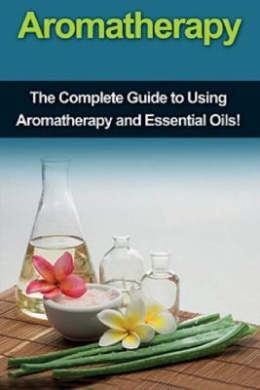 Aromatherapy
The Complete Guide to Using
Aromatherapy and Essential Oils!